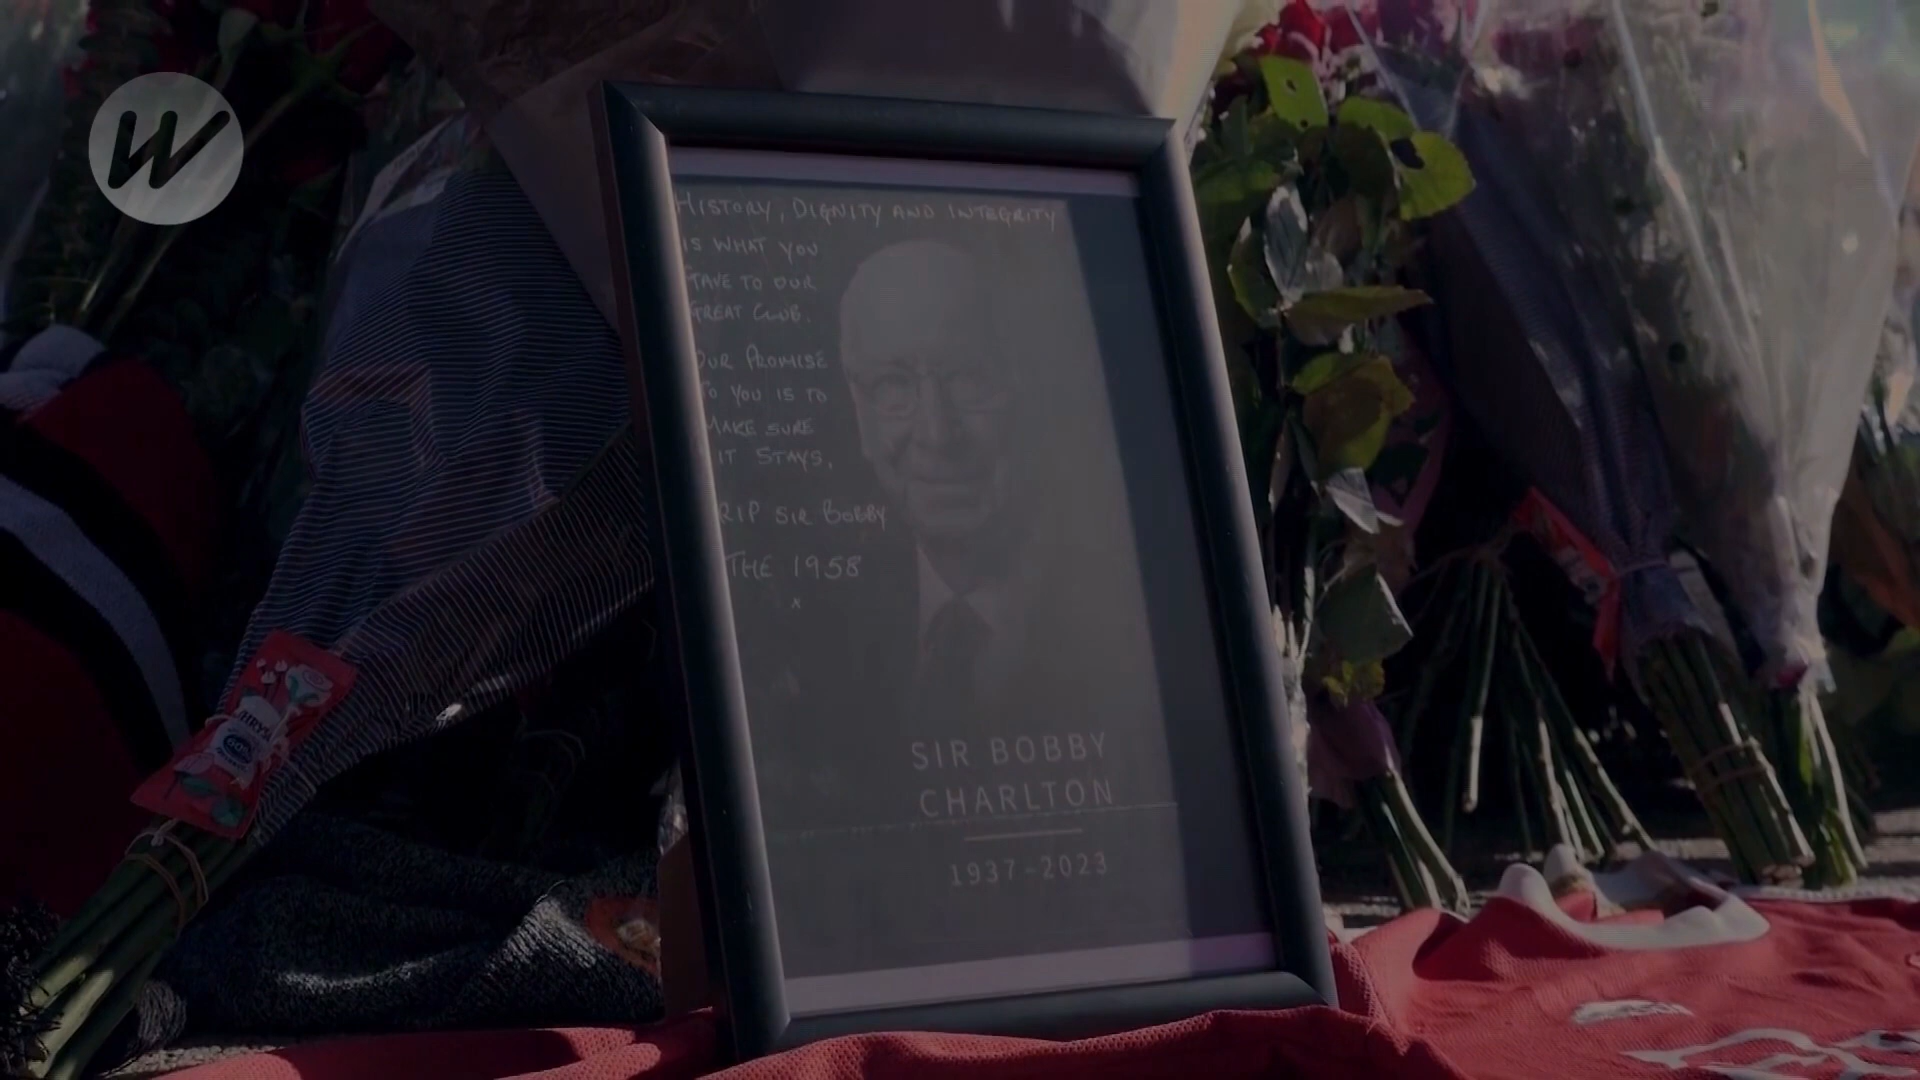 W
HISTORY, DIGNITY AND INTEGRITY
IS WHAT YOU
GAVE TO OUR
GREAT CLUB.
OUR PROMISE
TO YOU IS TO
MAKE SURE
IT STAYS.
RIP SIR BOBBY
THE 1958
x
SIR BOBBY
CHARLTON
1937-2023